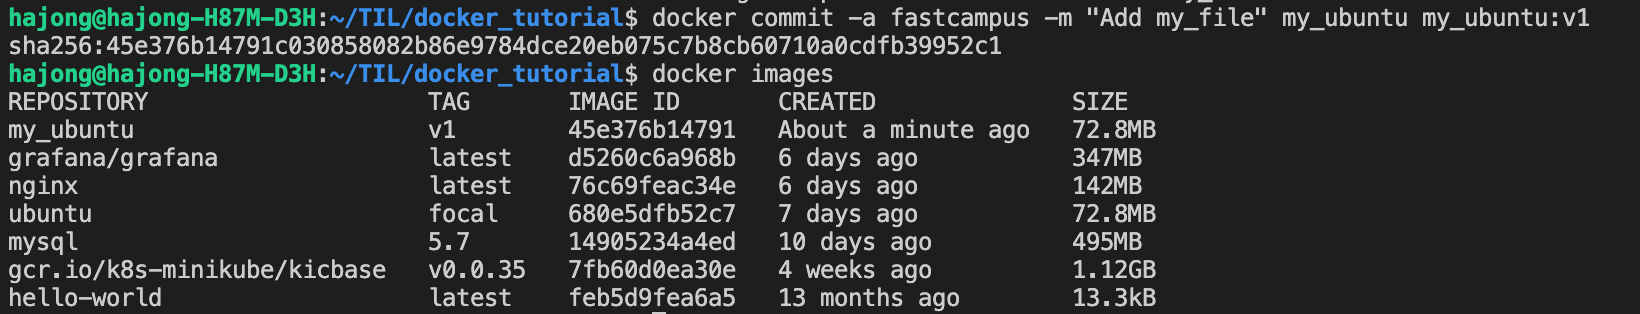 hajong@hajong-H87M-D3H:~/TIL/docker_tutorial$ docker commit -a fastcampus -m "Add my_file" my_ubuntu my_ubuntu:v1
sha256:45e376b14791c030858082b86e9784dce20eb075c7b8cb60710a0cdfb39952c1
hajong@hajong-H87M-D3H:~/TIL/docker_tutorial$ docker images
REPOSITORY TAG IMAGE ID CREATED SIZE
my_ubuntu v1 45e376b14791 About a minute ago 72.8MB
grafana/grafana latest d5260c6a968b 6 days ago 347MB
nginx latest 76c69feac34e 6 days ago 142MB
ubuntu focal 680e5dfb52c7 7 days ago 72.8MB
mysql 5.7 14905234a4ed 10 days ago 495MB
gcr.io/k8s-minikube/kicbase v0.0.35 7fb60d0ea30e 4 weeks ago 1.12GB
hello-world latest feb5d9fea6a5 13 months ago 13.3kB